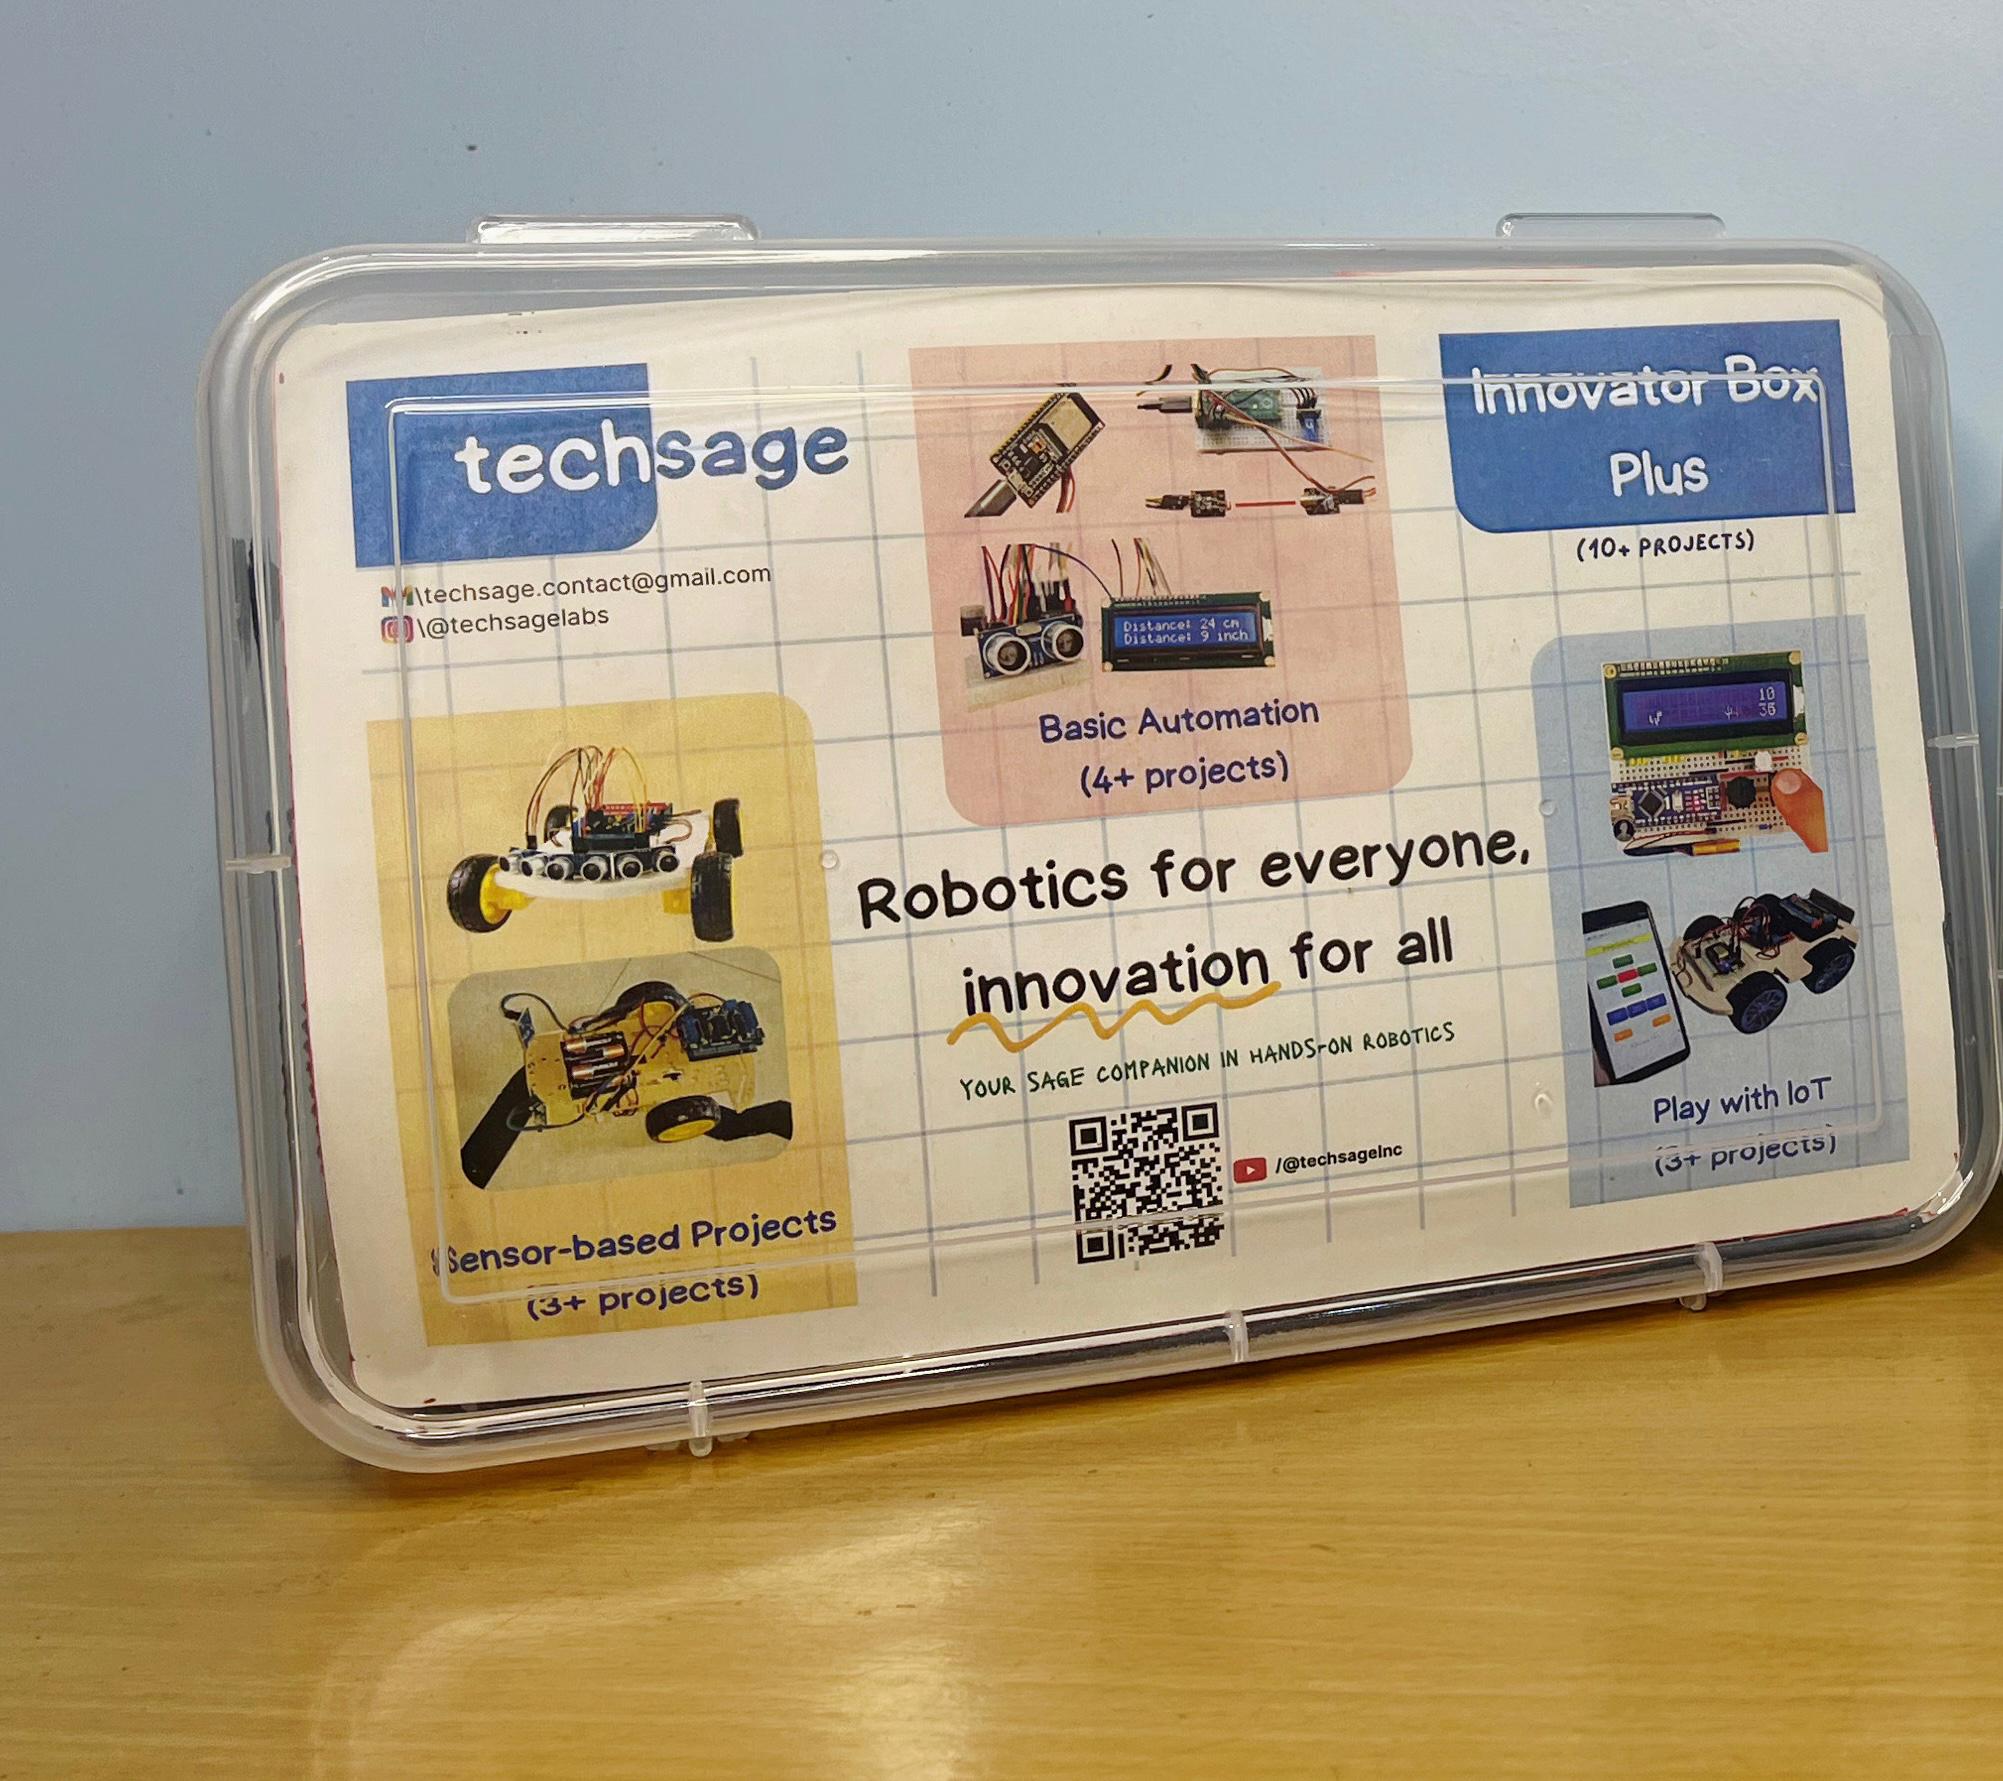 techsage
\techsage.contact@gmail.com
\@techsagelabs
Innovator Box
Plus
(10+ PROJECTS)
Distance: 24 cm
Distance: 9 inch
Basic Automation
(4+ projects)
10
36
Robotics for everyone,
innovation for all
YOUR SAGE COMPANION IN HANDS-ON ROBOTICS
/@techsageInc
Sensor-based Projects
(3+ projects)
Play with IoT
(3+ projects)